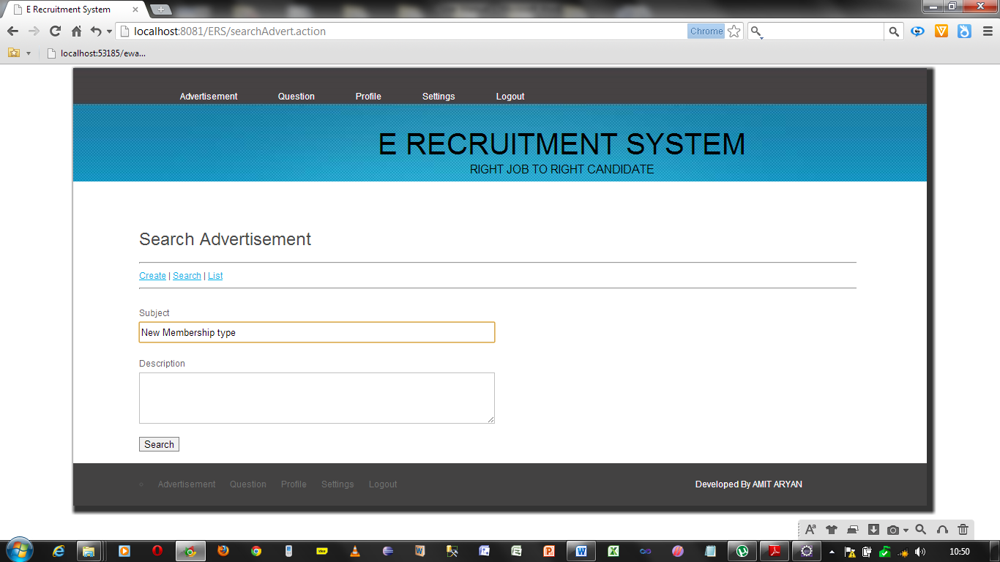 E Recruitment System
localhost:8081/ERS/searchAdvert.action
Chrome
localhost:53185/ewa...
Advertisement Question Profile Settings Logout
E RECRUITMENT SYSTEM
RIGHT JOB TO RIGHT CANDIDATE
Search Advertisement
Create | Search | List
Subject
New Membership type
Description
Search
Advertisement Question Profile Settings Logout Developed By AMIT ARYAN
10:50